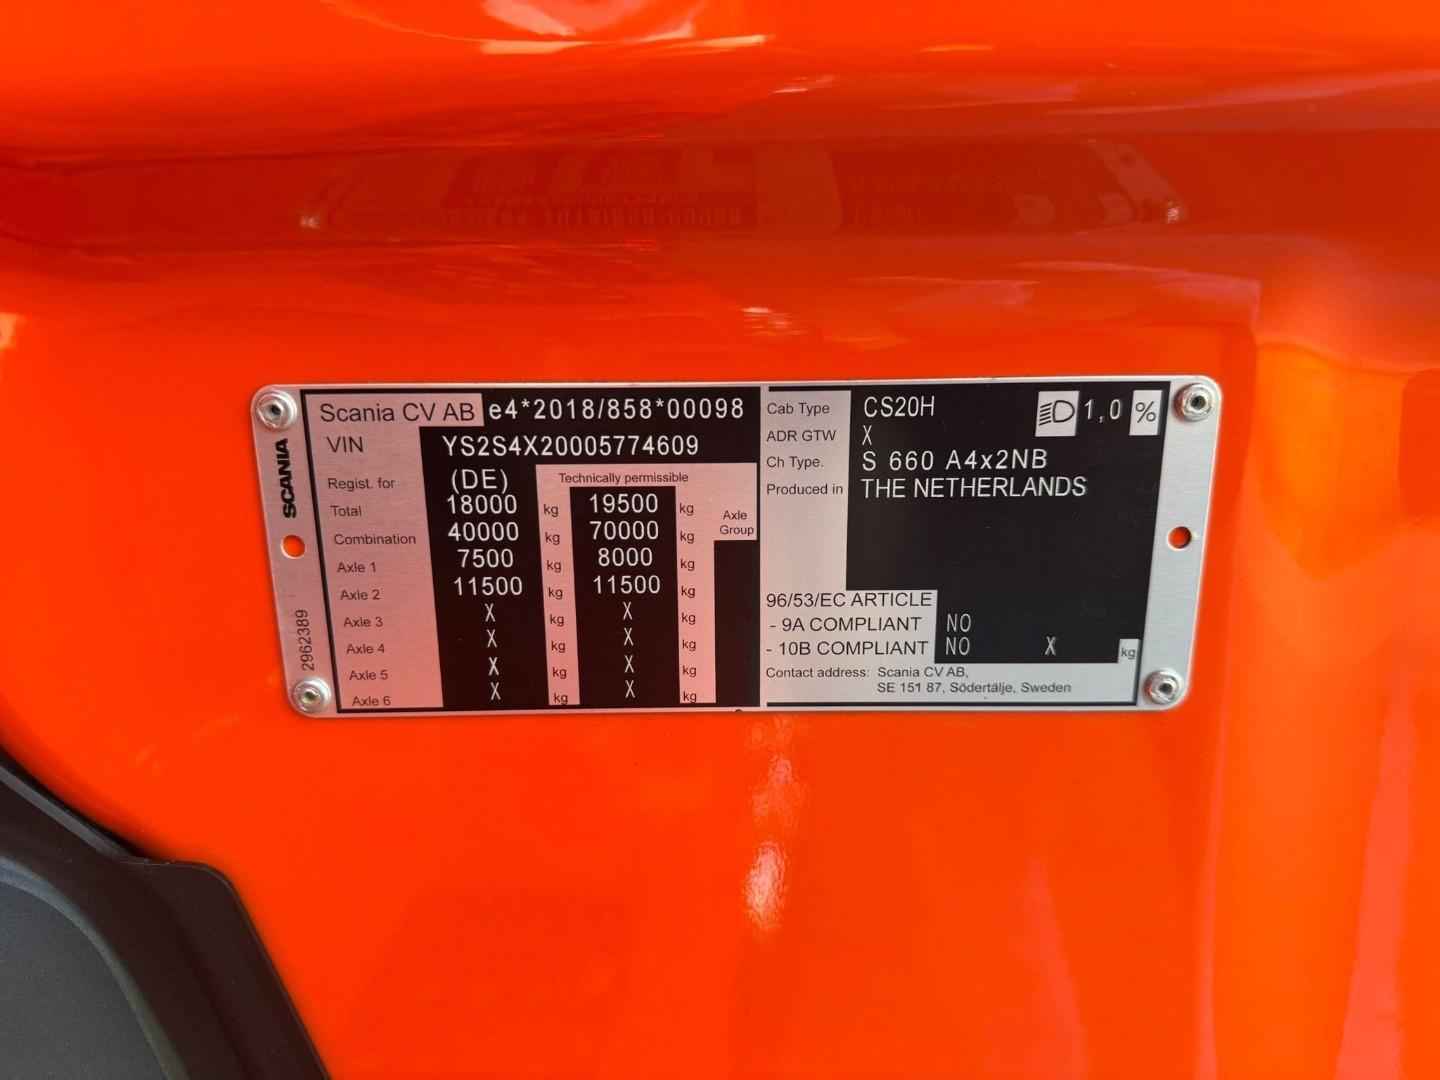 SCANIA
2962389
Scania CV AB e4*2018/858*00098
VIN YS2S4X20005774609
Regist. for (DE) Technically permissible
Total 18000 kg 19500 kg Axle Group
Combination 40000 kg 70000 kg
Axle 1 7500 kg 8000 kg
Axle 2 11500 kg 11500 kg
Axle 3 X kg X kg
Axle 4 X kg X kg
Axle 5 X kg X kg
Axle 6 X kg X kg
Cab Type CS20H 1,0 %
ADR GTW X
Ch Type. S 660 A4x2NB
Produced in THE NETHERLANDS
96/53/EC ARTICLE
- 9A COMPLIANT NO
- 10B COMPLIANT NO X kg
Contact address: Scania CV AB,
SE 151 87, Södertälje, Sweden